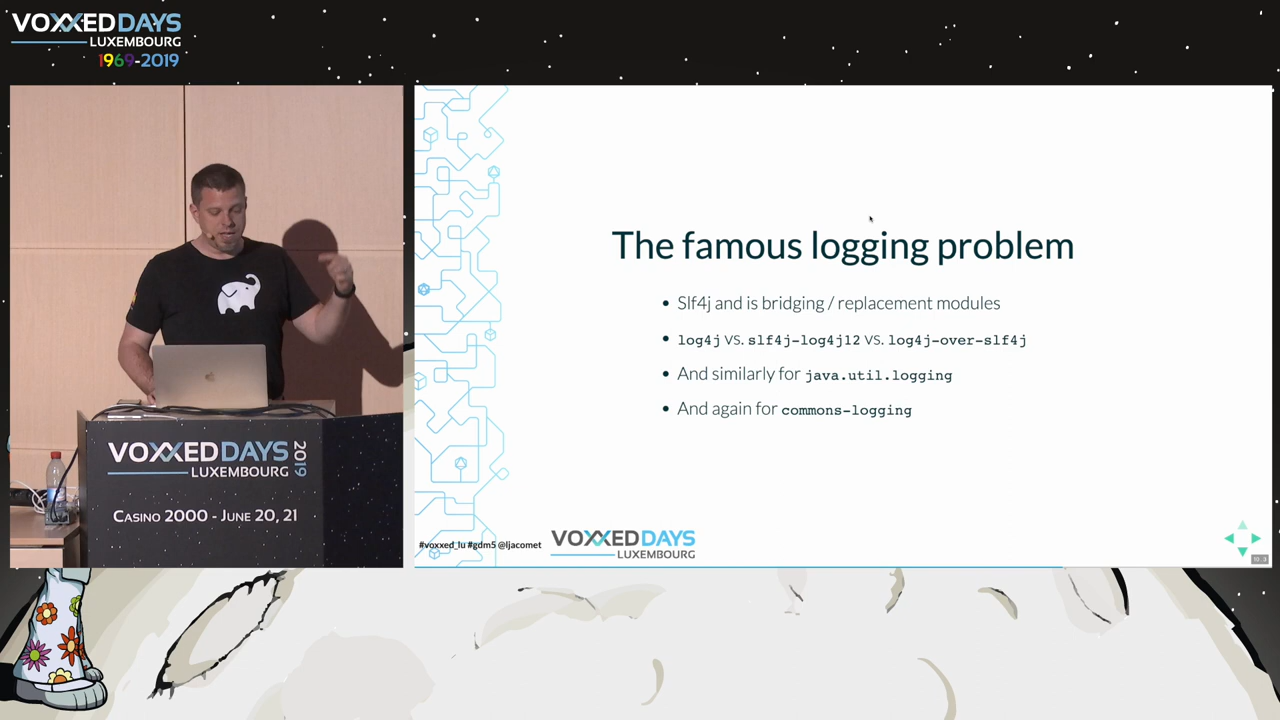 VOXXED DAYS
LUXEMBOURG
1969-2019
The famous logging problem
• Slf4j and is bridging / replacement modules
• log4j vs. slf4j-log4j12 vs. log4j-over-slf4j
• And similarly for java.util.logging
• And again for commons-logging
#voxxed_lu #gdm5 @ljacomet
VOXXED DAYS
LUXEMBOURG
VOXXED DAYS
LUXEMBOURG
2019
CASINO 2000 - JUNE 20, 21